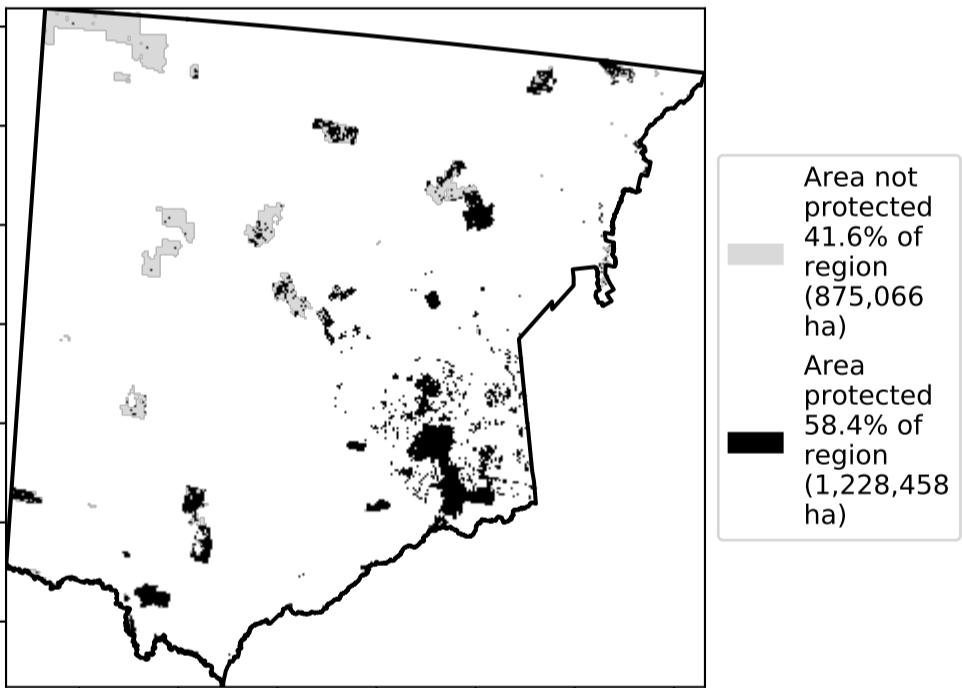 Area not
protected
41.6% of
region
(875,066
ha)
Area
protected
58.4% of
region
(1,228,458
ha)